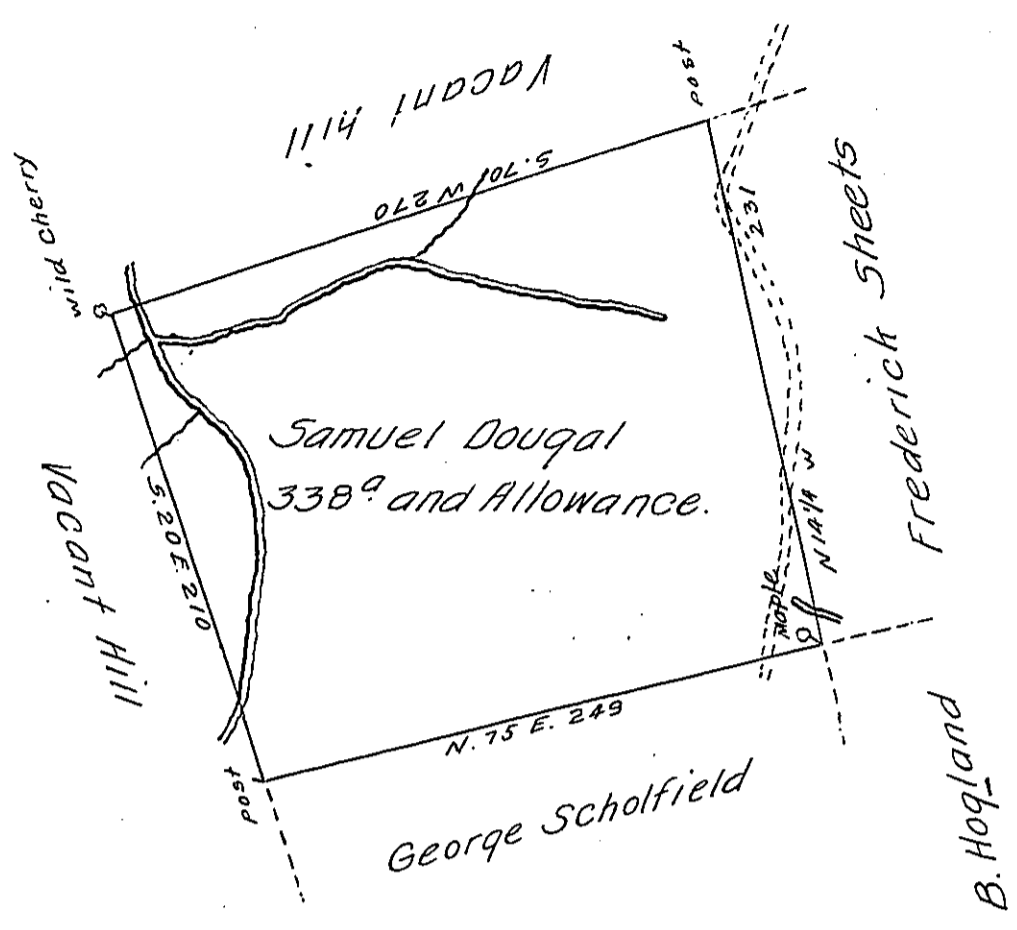 Vacant hill
post
wild Cherry
S. 70 W 270
231
Frederick Sheets
Samuel Dougal
338a. and Allowance.
Vacant Hill
S. 20 E. 210
N 14 1/4 W
Maple
N. 75 E. 249
post
George Scholfield
B. Hogland